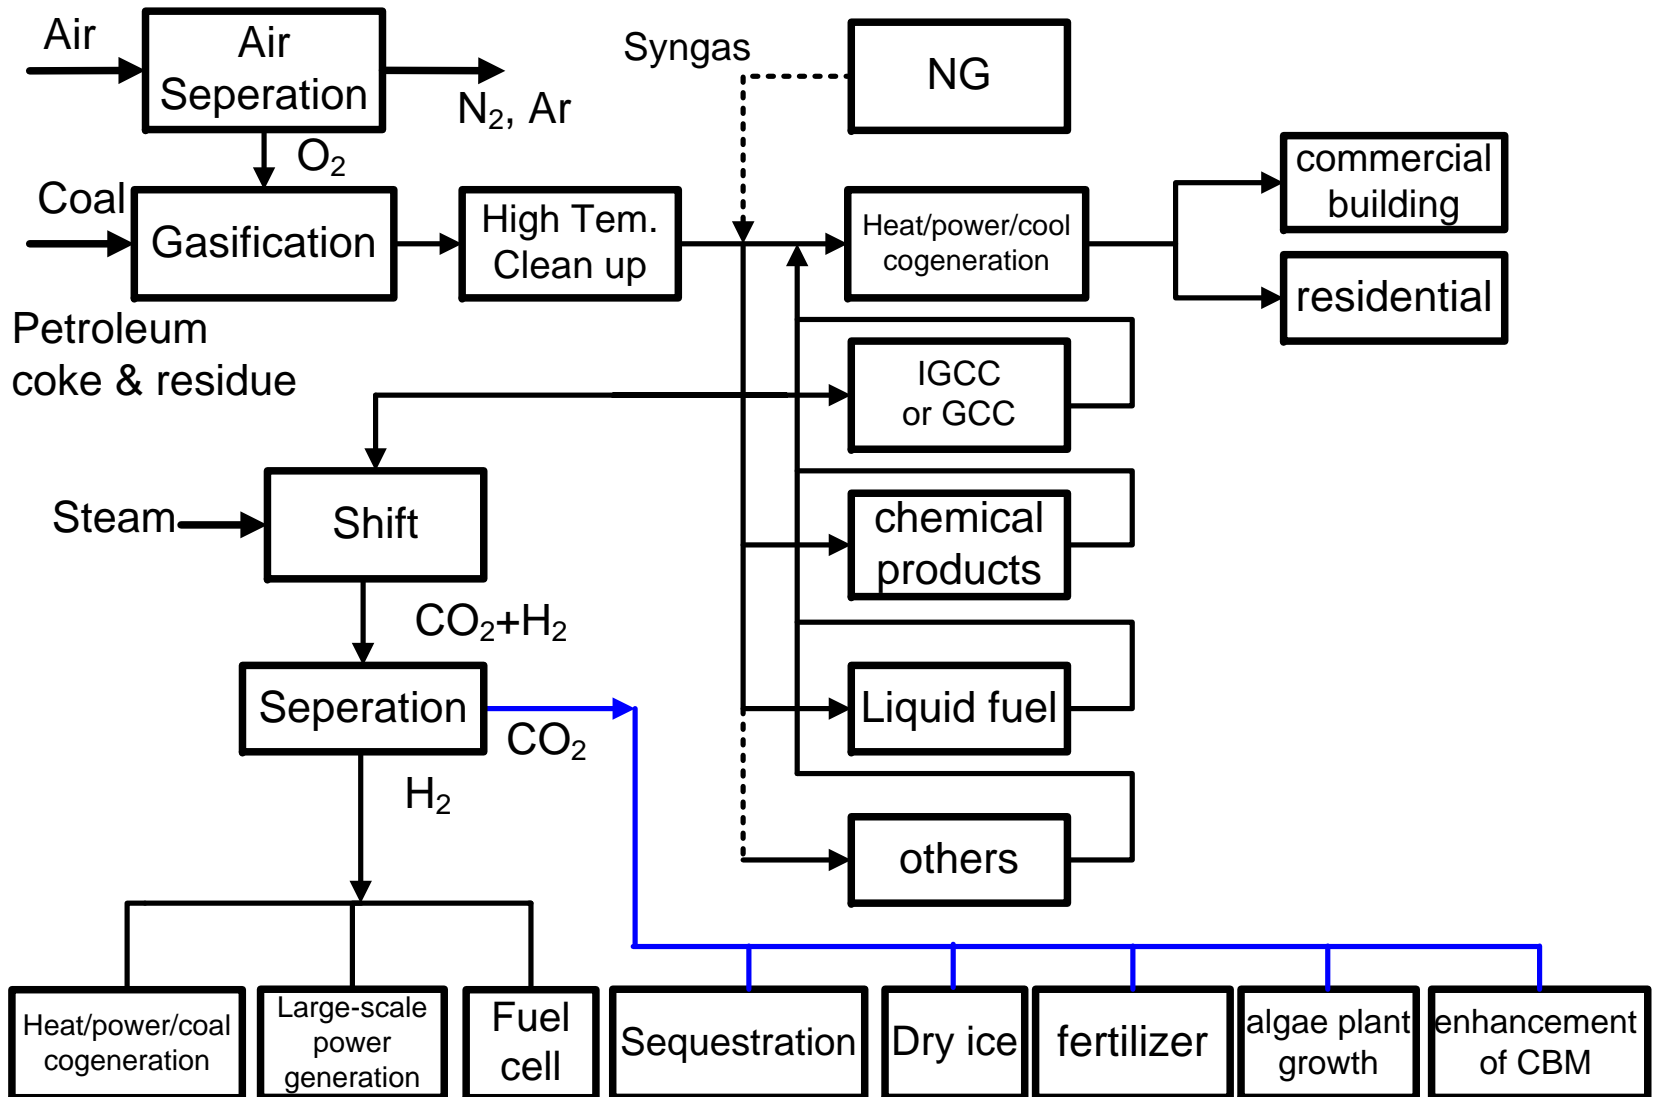 Air
Air
Seperation
N₂, Ar
Syngas
NG
O₂
Coal
Gasification
High Tem.
Clean up
Heat/power/cool
cogeneration
commercial
building
residential
Petroleum
coke & residue
IGCC
or GCC
Steam
Shift
chemical
products
CO₂+H₂
Seperation
CO₂
Liquid fuel
H₂
others
Heat/power/coal
cogeneration
Large-scale
power
generation
Fuel
cell
Sequestration
Dry ice
fertilizer
algae plant
growth
enhancement
of CBM